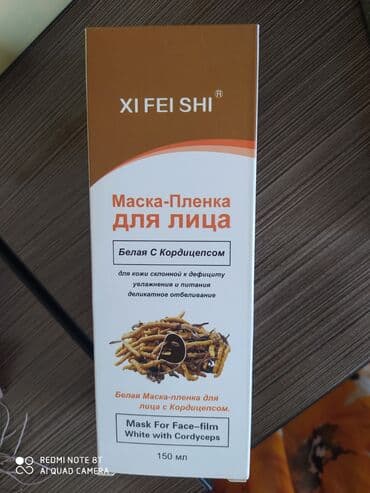 XI FEI SHI®
Маска-Пленка
для лица
Белая С Кордицепсом
для кожи склонной к дефициту
увлажнения и питания
деликатное отбеливание
Белая Маска-пленка для
лица с Кордицепсом.
Mask For Face-film
White with Cordyceps
150 мл
REDMI NOTE 8T
AI QUAD CAMERA